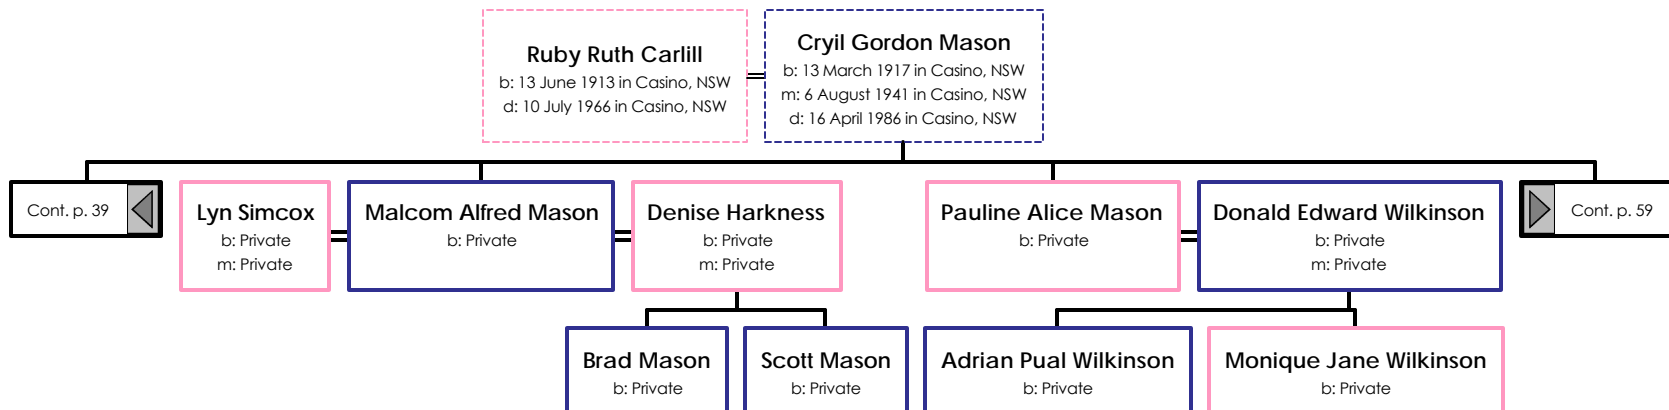 Ruby Ruth Carlill
b: 13 June 1913 in Casino, NSW
d: 10 July 1966 in Casino, NSW
Cryil Gordon Mason
b: 13 March 1917 in Casino, NSW
m: 6 August 1941 in Casino, NSW
d: 16 April 1986 in Casino, NSW
Cont. p. 39
Lyn Simcox
b: Private
m: Private
Malcom Alfred Mason
b: Private
Denise Harkness
b: Private
m: Private
Pauline Alice Mason
b: Private
Donald Edward Wilkinson
b: Private
m: Private
Cont. p. 59
Brad Mason
b: Private
Scott Mason
b: Private
Adrian Pual Wilkinson
b: Private
Monique Jane Wilkinson
b: Private